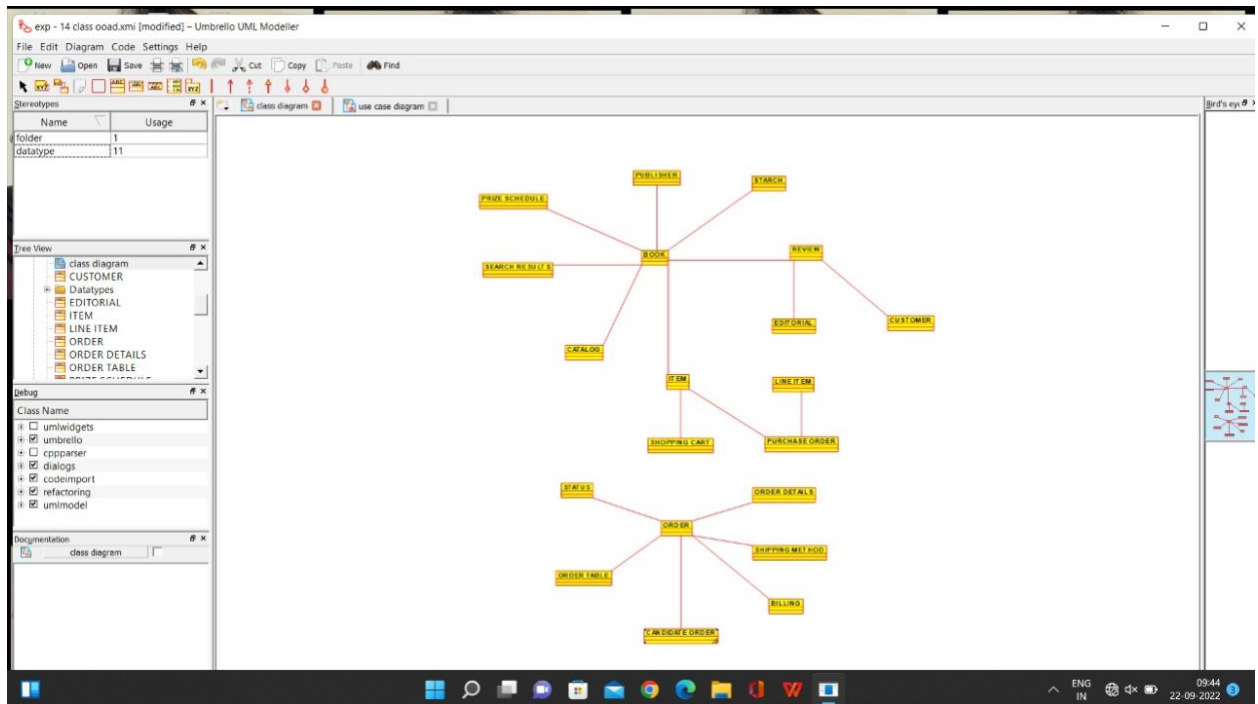 exp - 14 class ooad.xmi [modified] – Umbrello UML Modeller
File Edit Diagram Code Settings Help
New Open Save Cut Copy Paste Find
Stereotypes
Name Usage
folder 1
datatype 11
class diagram use case diagram
Bird's eye
PUBLISHER
STARCH
PRIZE SCHEDULE
BOOK
REVIEW
SEARCH RESULTS
EDITORIAL
CUSTOMER
CATALOG
ITEM
LINE ITEM
SHOPPING CART
PURCHASE ORDER
STATUS
ORDER DETAILS
ORDER
SHIPPING METHOD
ORDER TABLE
BILLING
CANDIDATE ORDER
Tree View
class diagram
CUSTOMER
Datatypes
EDITORIAL
ITEM
LINE ITEM
ORDER
ORDER DETAILS
ORDER TABLE
PRIZE SCHEDULE
Debug
Class Name
umlwidgets
umbrello
cppparser
dialogs
codeimport
refactoring
umlmodel
Documentation
class diagram
ENG
IN
09:44
22-09-2022
3